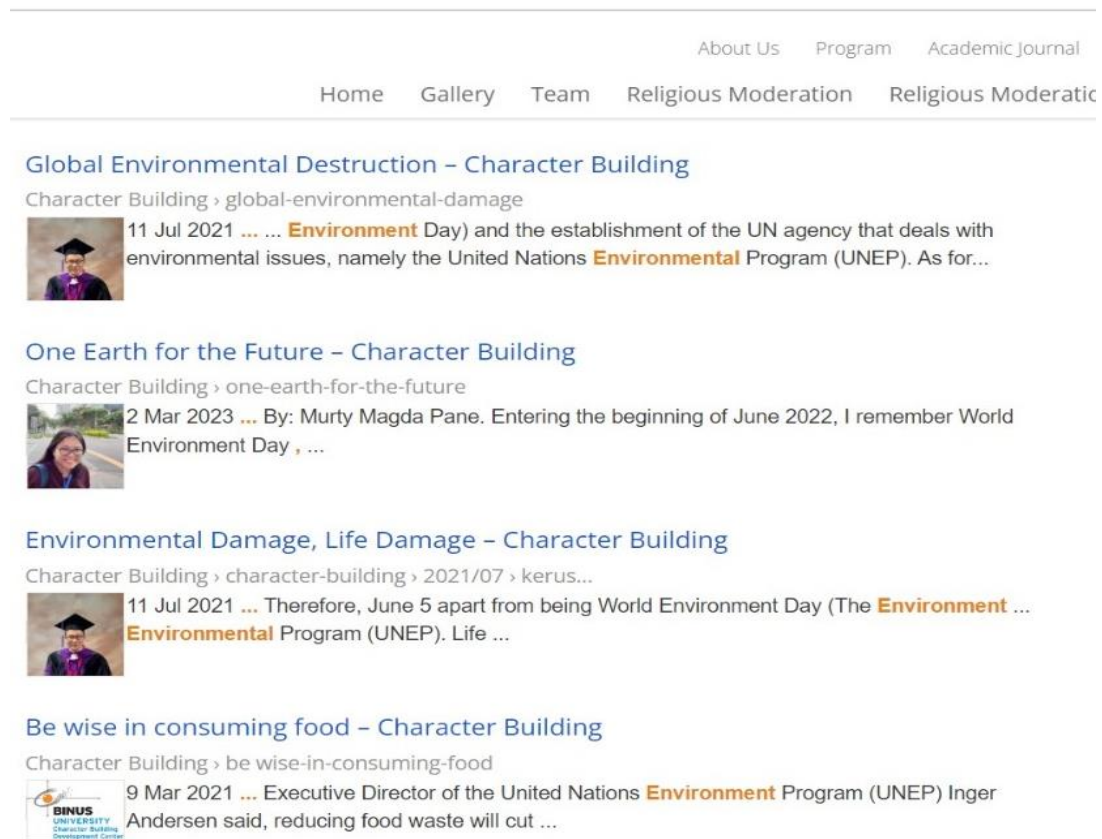 About Us Program Academic Journal
Home Gallery Team Religious Moderation Religious Moderatic
Global Environmental Destruction – Character Building
Character Building › global-environmental-damage
11 Jul 2021 ... ... Environment Day) and the establishment of the UN agency that deals with
environmental issues, namely the United Nations Environmental Program (UNEP). As for...
One Earth for the Future – Character Building
Character Building › one-earth-for-the-future
2 Mar 2023 ... By: Murty Magda Pane. Entering the beginning of June 2022, I remember World
Environment Day , ...
Environmental Damage, Life Damage – Character Building
Character Building › character-building › 2021/07 › kerus...
11 Jul 2021 ... Therefore, June 5 apart from being World Environment Day (The Environment ...
Environmental Program (UNEP). Life ...
Be wise in consuming food – Character Building
Character Building › be wise-in-consuming-food
9 Mar 2021 ... Executive Director of the United Nations Environment Program (UNEP) Inger
Andersen said, reducing food waste will cut ...
BINUS
UNIVERSITY
Character Building
Development Center